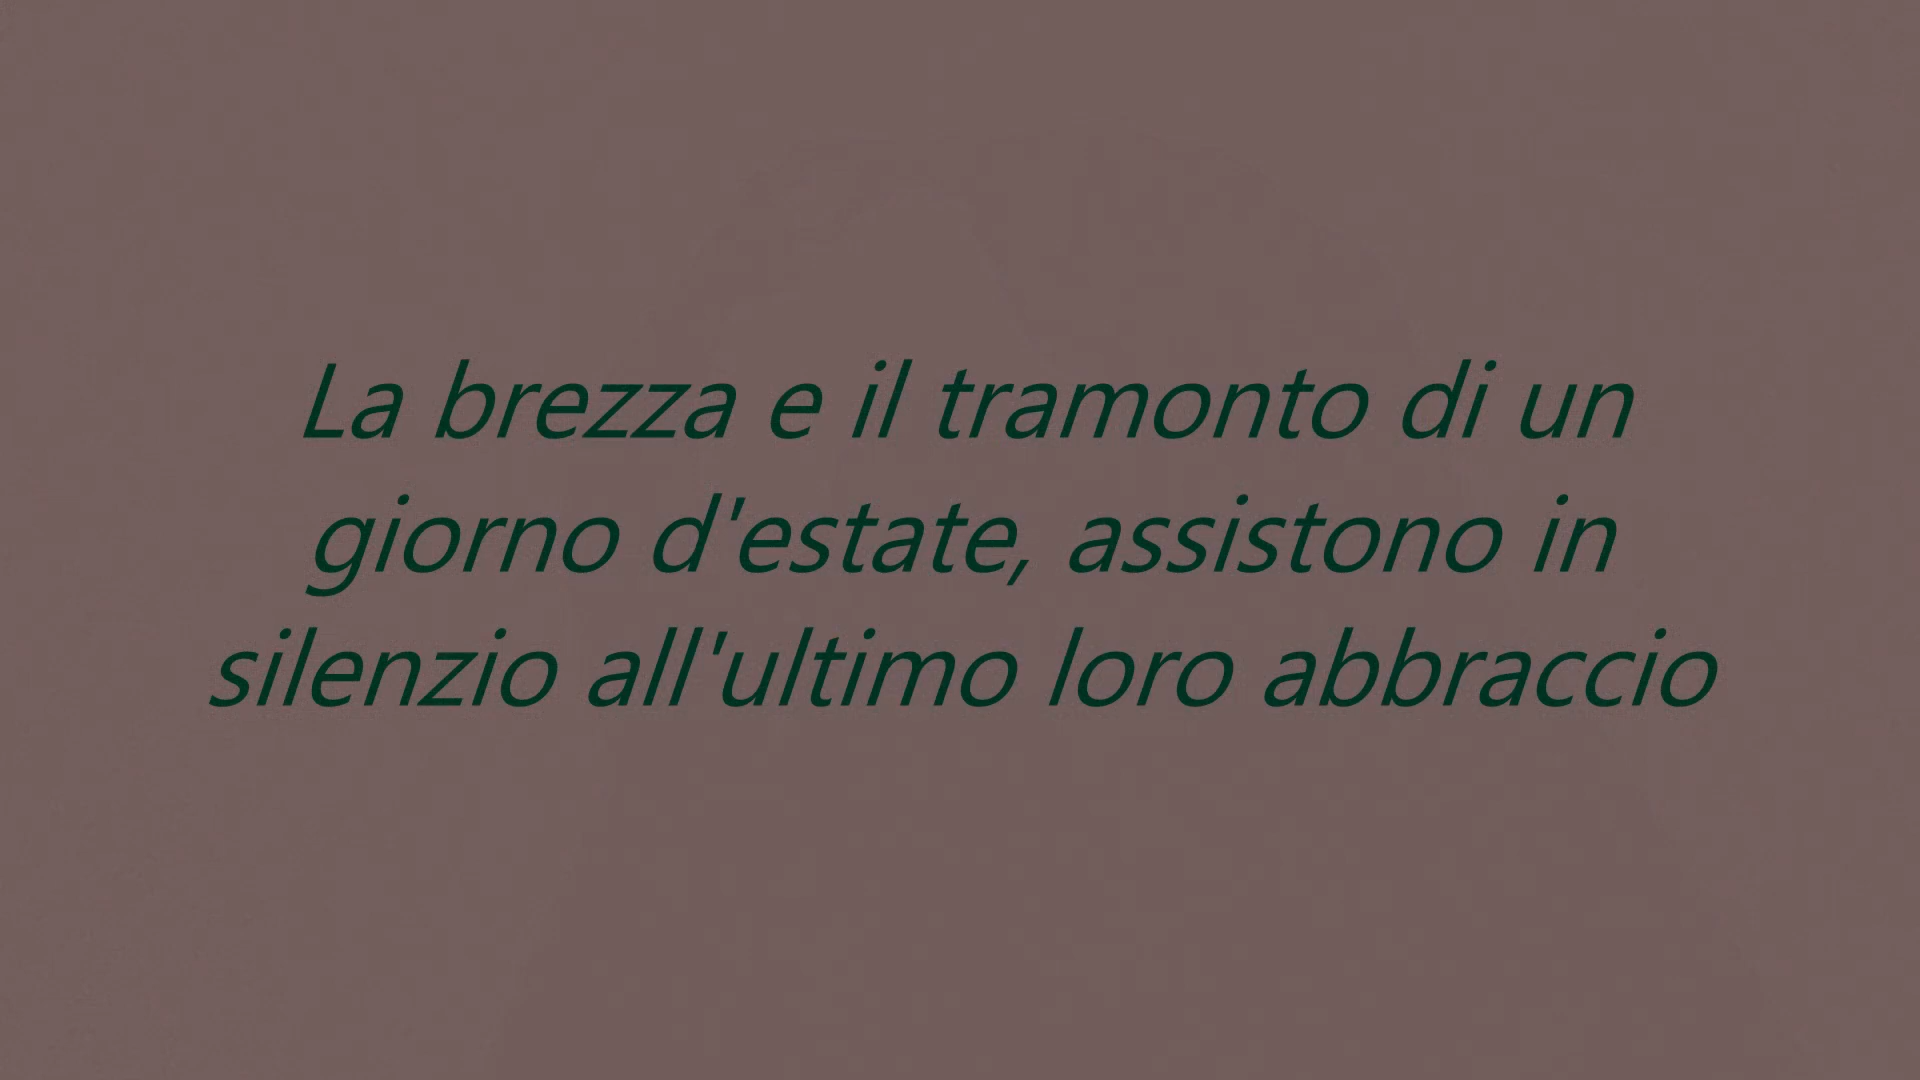 La brezza e il tramonto di un
giorno d'estate, assistono in
silenzio all'ultimo loro abbraccio